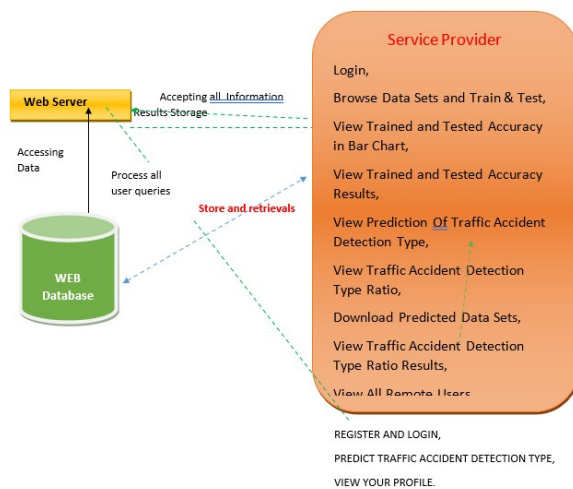 Service Provider
Login,
Browse Data Sets and Train & Test,
View Trained and Tested Accuracy
in Bar Chart,
View Trained and Tested Accuracy
Results,
View Prediction Of Traffic Accident
Detection Type,
View Traffic Accident Detection
Type Ratio,
Download Predicted Data Sets,
View Traffic Accident Detection
Type Ratio Results,
View All Remote Users
Web Server
Accepting all Information
Results Storage
Accessing
Data
Process all
user queries
Store and retrievals
WEB
Database
REGISTER AND LOGIN,
PREDICT TRAFFIC ACCIDENT DETECTION TYPE,
VIEW YOUR PROFILE.